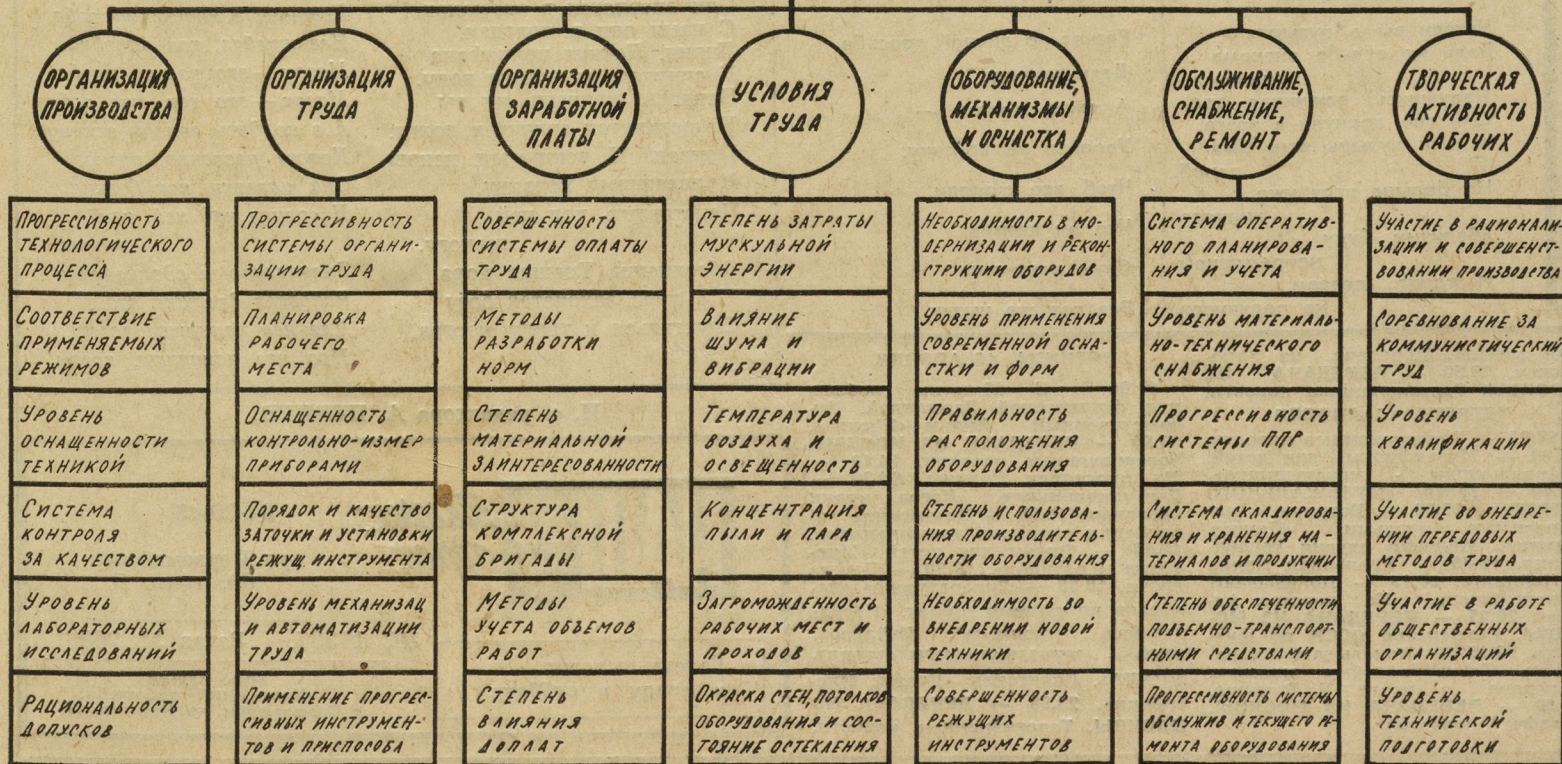 ОРГАНИЗАЦИЯ
ПРОИЗВОДСТВА
ОРГАНИЗАЦИЯ
ТРУДА
ОРГАНИЗАЦИЯ
ЗАРАБОТНОЙ
ПЛАТЫ
УСЛОВИЯ
ТРУДА
ОБОРУДОВАНИЕ,
МЕХАНИЗМЫ
И ОСНАСТКА
ОБСЛУЖИВАНИЕ,
СНАБЖЕНИЕ,
РЕМОНТ
ТВОРЧЕСКАЯ
АКТИВНОСТЬ
РАБОЧИХ
ПРОГРЕССИВНОСТЬ
ТЕХНОЛОГИЧЕСКОГО
ПРОЦЕССА
СООТВЕТСТВИЕ
ПРИМЕНЯЕМЫХ
РЕЖИМОВ
УРОВЕНЬ
ОСНАЩЕННОСТИ
ТЕХНИКОЙ
СИСТЕМА
КОНТРОЛЯ
ЗА КАЧЕСТВОМ
УРОВЕНЬ
ЛАБОРАТОРНЫХ
ИССЛЕДОВАНИЙ
РАЦИОНАЛЬНОСТЬ
ДОПУСКОВ
ПРОГРЕССИВНОСТЬ
СИСТЕМЫ ОРГАНИ-
ЗАЦИИ ТРУДА
ПЛАНИРОВКА
РАБОЧЕГО
МЕСТА
ОСНАЩЕННОСТЬ
КОНТРОЛЬНО-ИЗМЕР
ПРИБОРАМИ
ПОРЯДОК И КАЧЕСТВО
ЗАТОЧКИ И УСТАНОВКИ
РЕЖУЩ. ИНСТРУМЕНТА
УРОВЕНЬ МЕХАНИЗАЦ
И АВТОМАТИЗАЦИИ
ТРУДА
ПРИМЕНЕНИЕ ПРОГРЕС-
СИВНЫХ ИНСТРУМЕН-
ТОВ И ПРИСПОСОБЛ
СОВЕРШЕННОСТЬ
СИСТЕМЫ ОПЛАТЫ
ТРУДА
МЕТОДЫ
РАЗРАБОТКИ
НОРМ
СТЕПЕНЬ
МАТЕРИАЛЬНОЙ
ЗАИНТЕРЕСОВАННОСТИ
СТРУКТУРА
КОМПЛЕКСНОЙ
БРИГАДЫ
МЕТОДЫ
УЧЕТА ОБЪЕМОВ
РАБОТ
СТЕПЕНЬ
ВЛИЯНИЯ
ДОПЛАТ
СТЕПЕНЬ ЗАТРАТЫ
МУСКУЛЬНОЙ
ЭНЕРГИИ
ВЛИЯНИЕ
ШУМА И
ВИБРАЦИИ
ТЕМПЕРАТУРА
ВОЗДУХА И
ОСВЕЩЕННОСТЬ
КОНЦЕНТРАЦИЯ
ПЫЛИ И ПАРА
ЗАГРОМОЖДЕННОСТЬ
РАБОЧИХ МЕСТ И
ПРОХОДОВ
ОКРАСКА СТЕН, ПОТОЛКОВ
ОБОРУДОВАНИЯ И СОС-
ТОЯНИЕ ОСТЕКЛЕНИЯ
НЕОБХОДИМОСТЬ В МО-
ДЕРНИЗАЦИИ И РЕКОН-
СТРУКЦИИ ОБОРУДОВ
УРОВЕНЬ ПРИМЕНЕНИЯ
СОВРЕМЕННОЙ ОСНА-
СТКИ И ФОРМ
ПРАВИЛЬНОСТЬ
РАСПОЛОЖЕНИЯ
ОБОРУДОВАНИЯ
СТЕПЕНЬ ИСПОЛЬЗОВА-
НИЯ ПРОИЗВОДИТЕЛЬ-
НОСТИ ОБОРУДОВАНИЯ
НЕОБХОДИМОСТЬ ВО
ВНЕДРЕНИИ НОВОЙ
ТЕХНИКИ
СОВЕРШЕННОСТЬ
РЕЖУЩИХ
ИНСТРУМЕНТОВ
СИСТЕМА ОПЕРАТИВ-
НОГО ПЛАНИРОВА-
НИЯ И УЧЕТА
УРОВЕНЬ МАТЕРИАЛЬ-
НО-ТЕХНИЧЕСКОГО
СНАБЖЕНИЯ
ПРОГРЕССИВНОСТЬ
СИСТЕМЫ ППР
СИСТЕМА СКЛАДИРОВА-
НИЯ И ХРАНЕНИЯ МА-
ТЕРИАЛОВ И ПРОДУКЦИИ
СТЕПЕНЬ ОБЕСПЕЧЕННОСТИ
ПОДЪЕМНО-ТРАНСПОРТ-
НЫМИ СРЕДСТВАМИ
ПРОГРЕССИВНОСТЬ СИСТЕМЫ
ОБСЛУЖИВ И ТЕКУЩЕГО РЕ-
МОНТА ОБОРУДОВАНИЯ
УЧАСТИЕ В РАЦИОНАЛИ-
ЗАЦИИ И СОВЕРШЕНСТ-
ВОВАНИИ ПРОИЗВОДСТВА
СОРЕВНОВАНИЕ ЗА
КОММУНИСТИЧЕСКИЙ
ТРУД
УРОВЕНЬ
КВАЛИФИКАЦИИ
УЧАСТИЕ ВО ВНЕДРЕ-
НИИ ПЕРЕДОВЫХ
МЕТОДОВ ТРУДА
УЧАСТИЕ В РАБОТЕ
ОБЩЕСТВЕННЫХ
ОРГАНИЗАЦИЙ
УРОВЕНЬ
ТЕХНИЧЕСКОЙ
ПОДГОТОВКИ